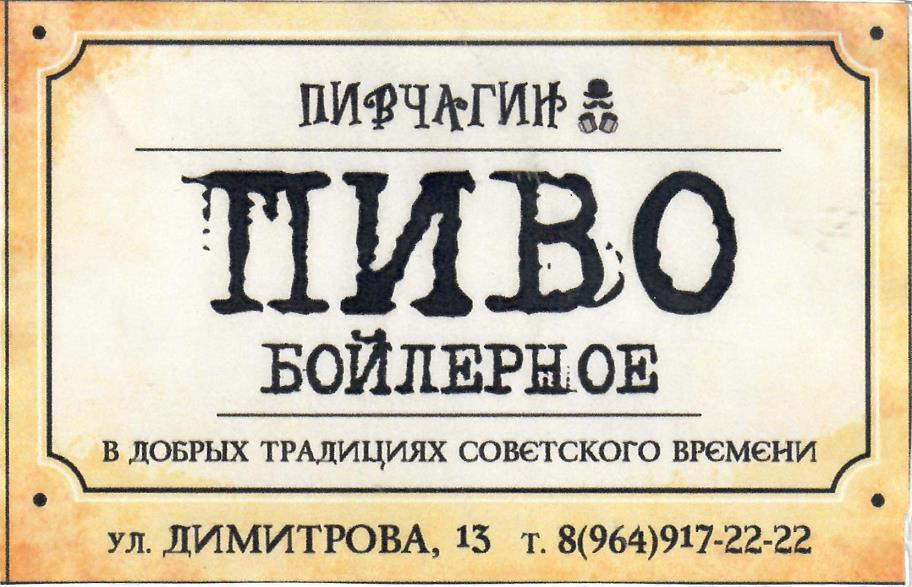 ПИВЧАГИН
ПИВО
БОЙЛЕРНОЕ
В ДОБРЫХ ТРАДИЦИЯХ СОВЕТСКОГО ВРЕМЕНИ
ул. ДИМИТРОВА, 13 т. 8(964)917-22-22